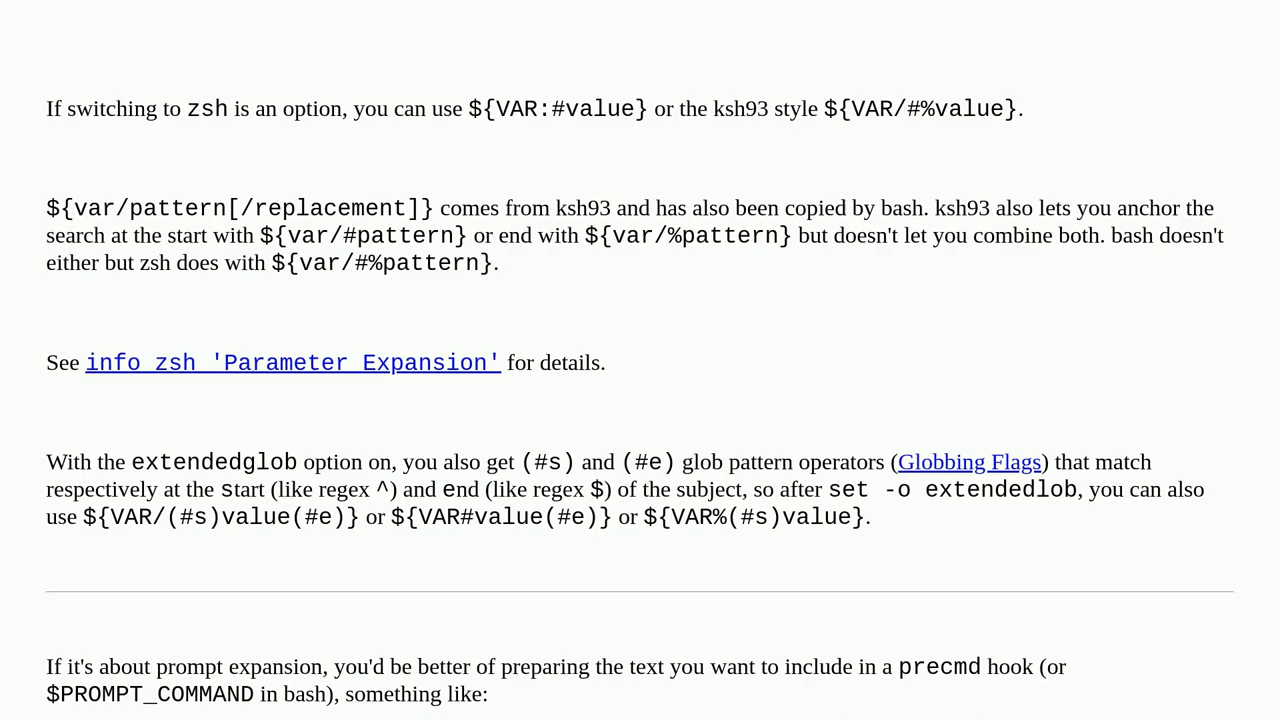 If switching to zsh is an option, you can use ${VAR:#value} or the ksh93 style ${VAR/#%value}.
${var/pattern[/replacement]} comes from ksh93 and has also been copied by bash. ksh93 also lets you anchor the
search at the start with ${var/#pattern} or end with ${var/%pattern} but doesn't let you combine both. bash doesn't
either but zsh does with ${var/#%pattern}.
See info zsh 'Parameter Expansion' for details.
With the extendedglob option on, you also get (#s) and (#e) glob pattern operators (Globbing Flags) that match
respectively at the start (like regex ^) and end (like regex $) of the subject, so after set -o extendedlob, you can also
use ${VAR/(#s)value(#e)} or ${VAR#value(#e)} or ${VAR%(#s)value}.
If it's about prompt expansion, you'd be better of preparing the text you want to include in a precmd hook (or
$PROMPT_COMMAND in bash), something like: